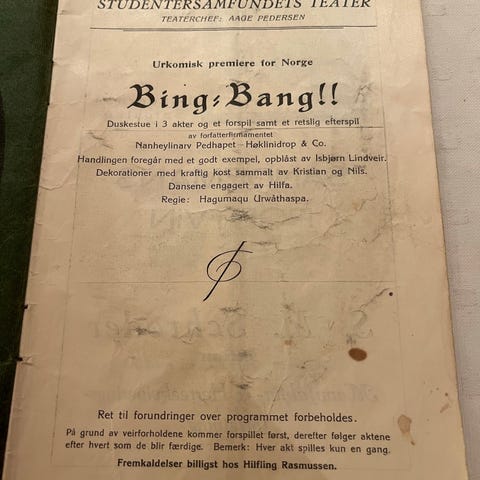 STUDENTERSAMFUNDETS TEATER
TEATERCHEF: AAGE PEDERSEN
Urkomisk premiere for Norge
Bing-Bang!!
Duskestue i 3 akter og et forspil samt et retslig efterspil
av forfatterfirnamentet
Nanheylinarv Pedhapet—Høklinidrop & Co.
Handlingen foregår med et godt exempel, opblåst av Isbjørn Lindveir.
Dekorationer med kraftig kost sammalt av Kristian og Nils.
Dansene engagert av Hilfa.
Regie: Hagumaqu Urwåthaspa.
Ret til forundringer over programmet forbeholdes.
På grund av veirforholdene kommer forspillet først, derefter følger aktene
efter hvert som de blir færdige. Bemerk: Hver akt spilles kun en gang.
Fremkaldelser billigst hos Hilfling Rasmussen.